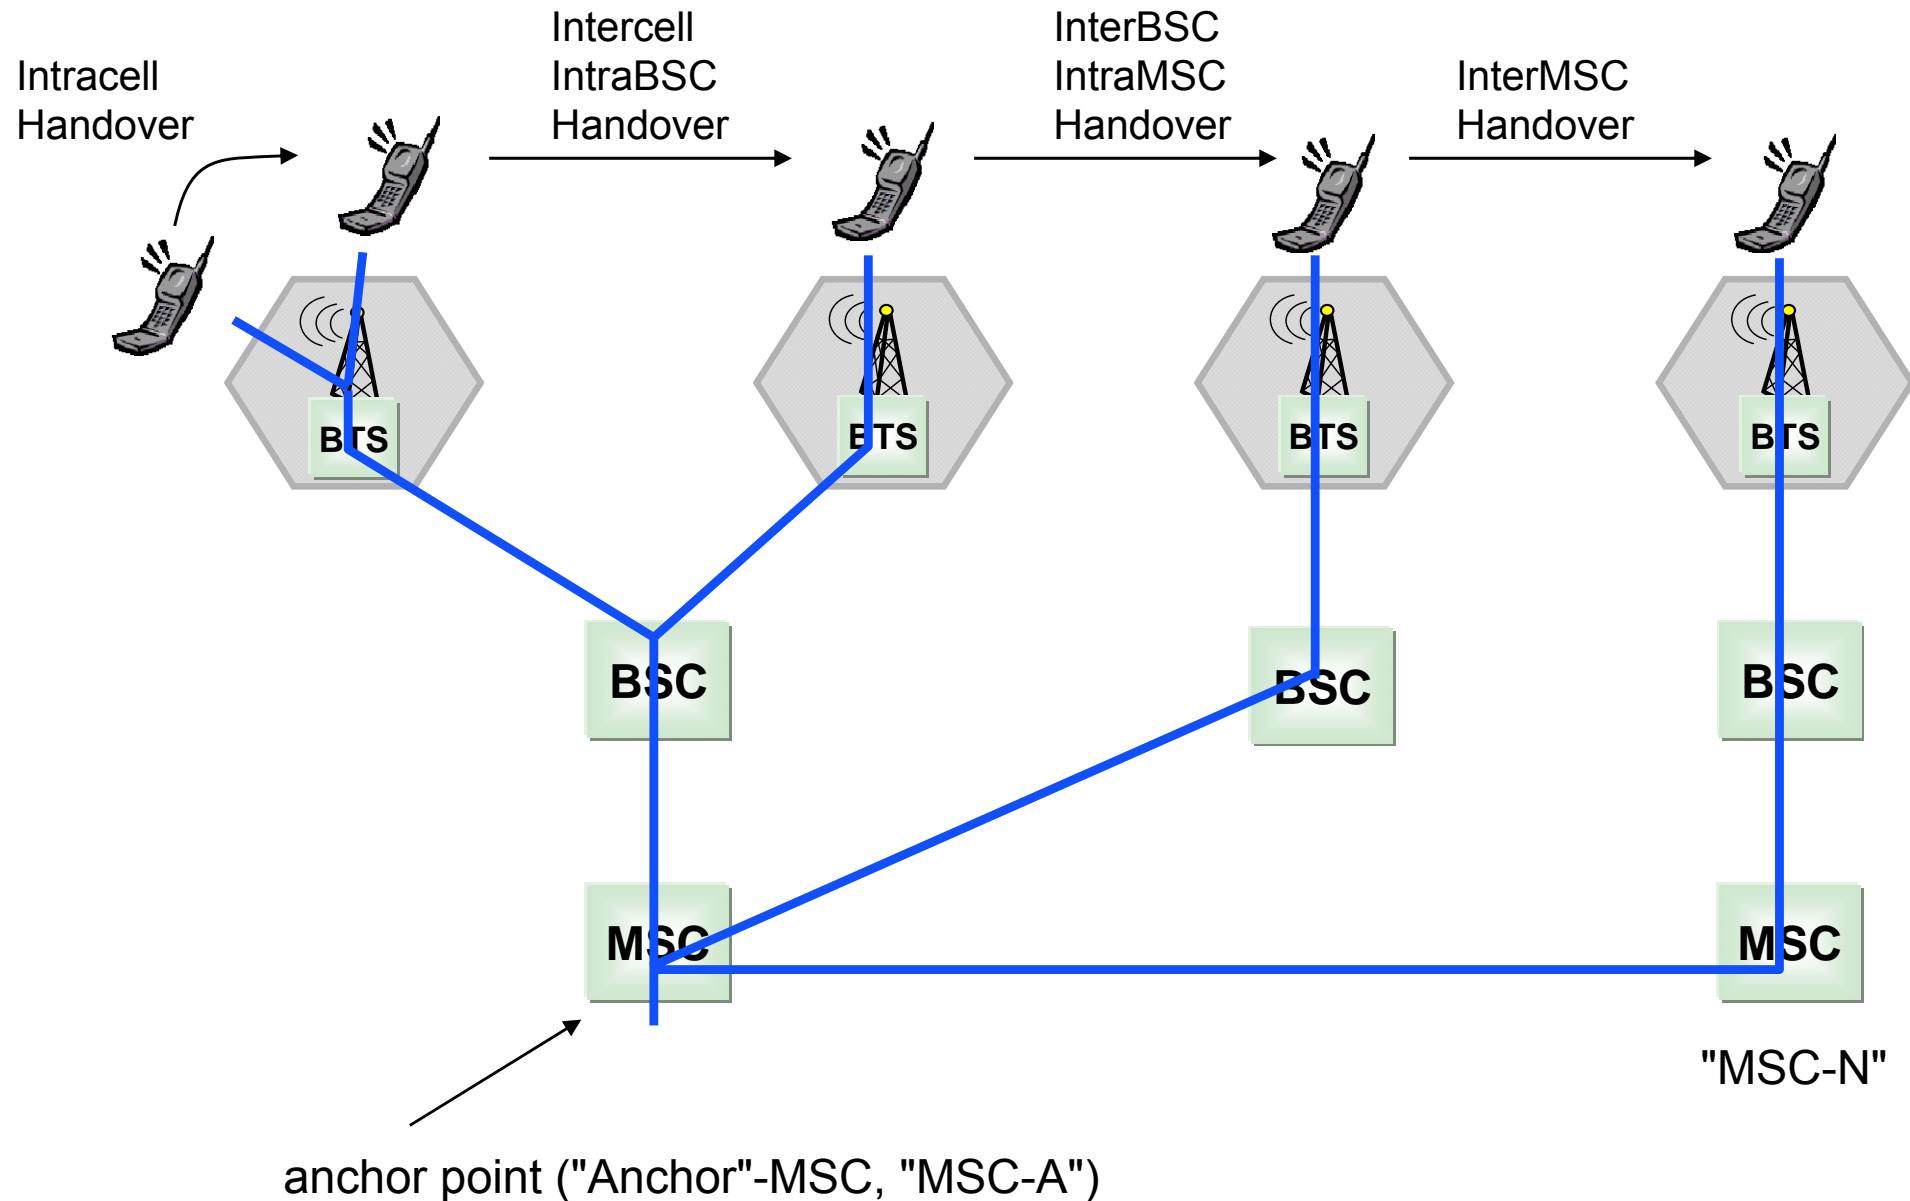 Intracell
Handover
Intercell
IntraBSC
Handover
InterBSC
IntraMSC
Handover
InterMSC
Handover
BTS
BTS
BTS
BTS
BSC
BSC
BSC
MSC
MSC
"MSC-N"
anchor point ("Anchor"-MSC, "MSC-A")